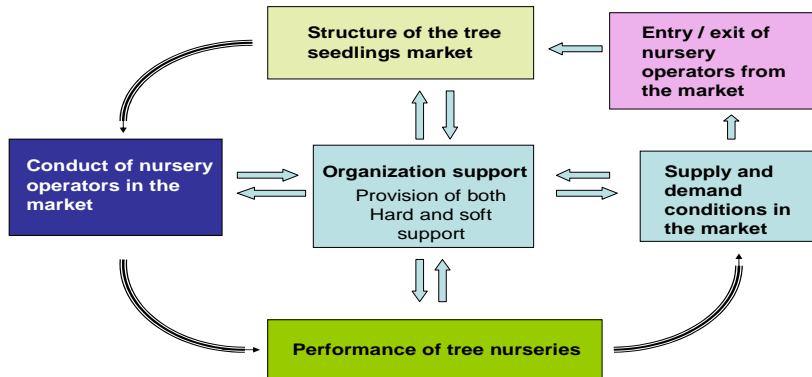 Structure of the tree
seedlings market
Entry / exit of
nursery
operators from
the market
Conduct of nursery
operators in the
market
Organization support
Provision of both
Hard and soft
support
Supply and
demand
conditions in
the market
Performance of tree nurseries